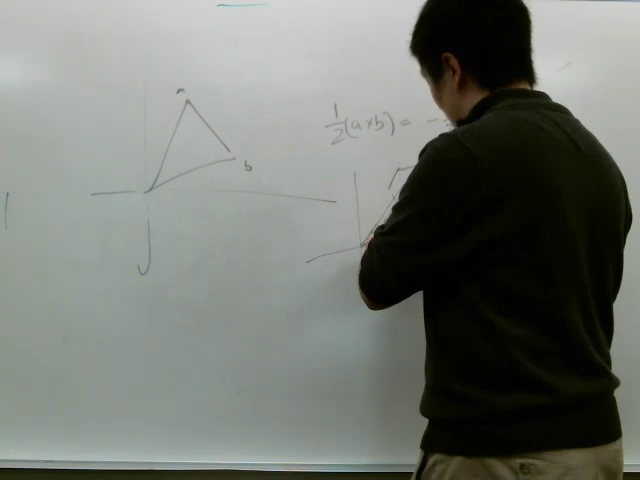 a
b
1/2 (a×b) = -